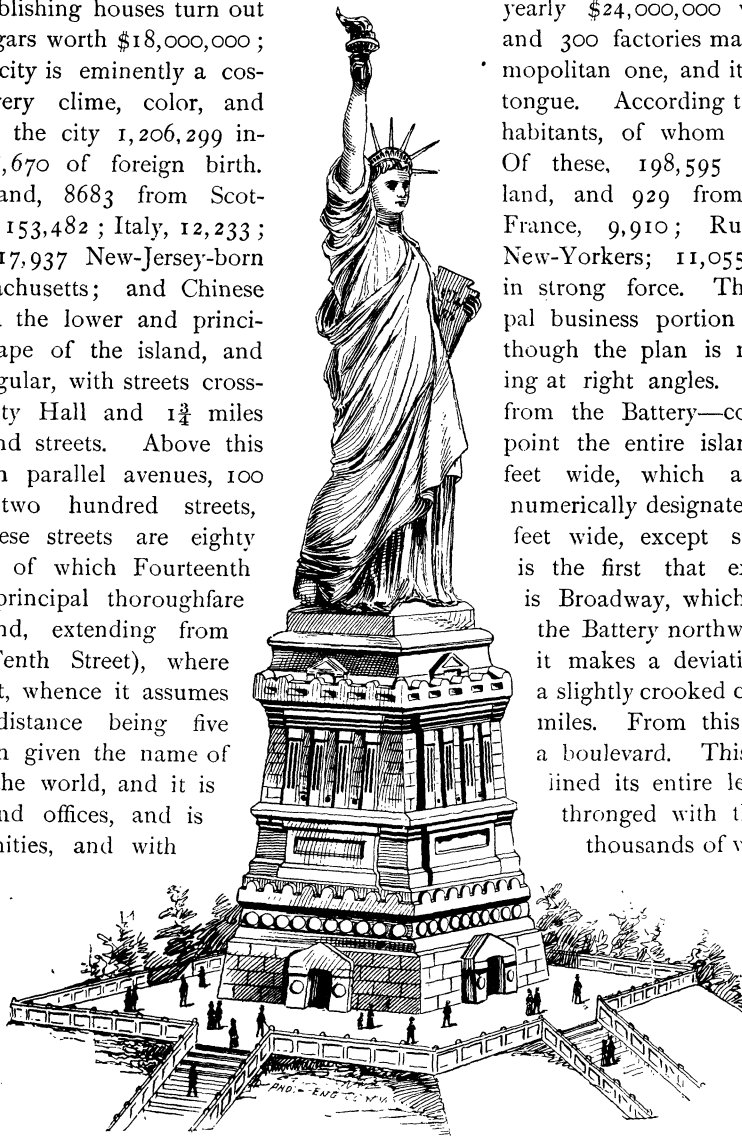 blishing houses turn out yearly $24,000,000
gars worth $18,000,000 ; and 300 factories ma
city is eminently a cos- mopolitan one, and it
ery clime, color, and tongue. According t
the city 1,206,299 in- habitants, of whom
,670 of foreign birth. Of these, 198,595
and, 8683 from Scot- land, and 929 from
153,482 ; Italy, 12,233 ; France, 9,910 ; Ru
17,937 New-Jersey-born New-Yorkers; 11,055
achusetts; and Chinese in strong force. Th
the lower and princi- pal business portion
ape of the island, and though the plan is
gular, with streets cross- ing at right angles.
ty Hall and 1¾ miles from the Battery—co
nd streets. Above this point the entire islan
parallel avenues, 100 feet wide, which a
two hundred streets, numerically designate
ese streets are eighty feet wide, except s
of which Fourteenth is the first that ex
principal thoroughfare is Broadway, which
nd, extending from the Battery northw
Tenth Street), where it makes a deviati
t, whence it assumes a slightly crooked c
distance being five miles. From this
n given the name of a boulevard. This
the world, and it is lined its entire le
nd offices, and is thronged with t
nities, and with thousands of v
PHO. ENG. CO. N.Y.